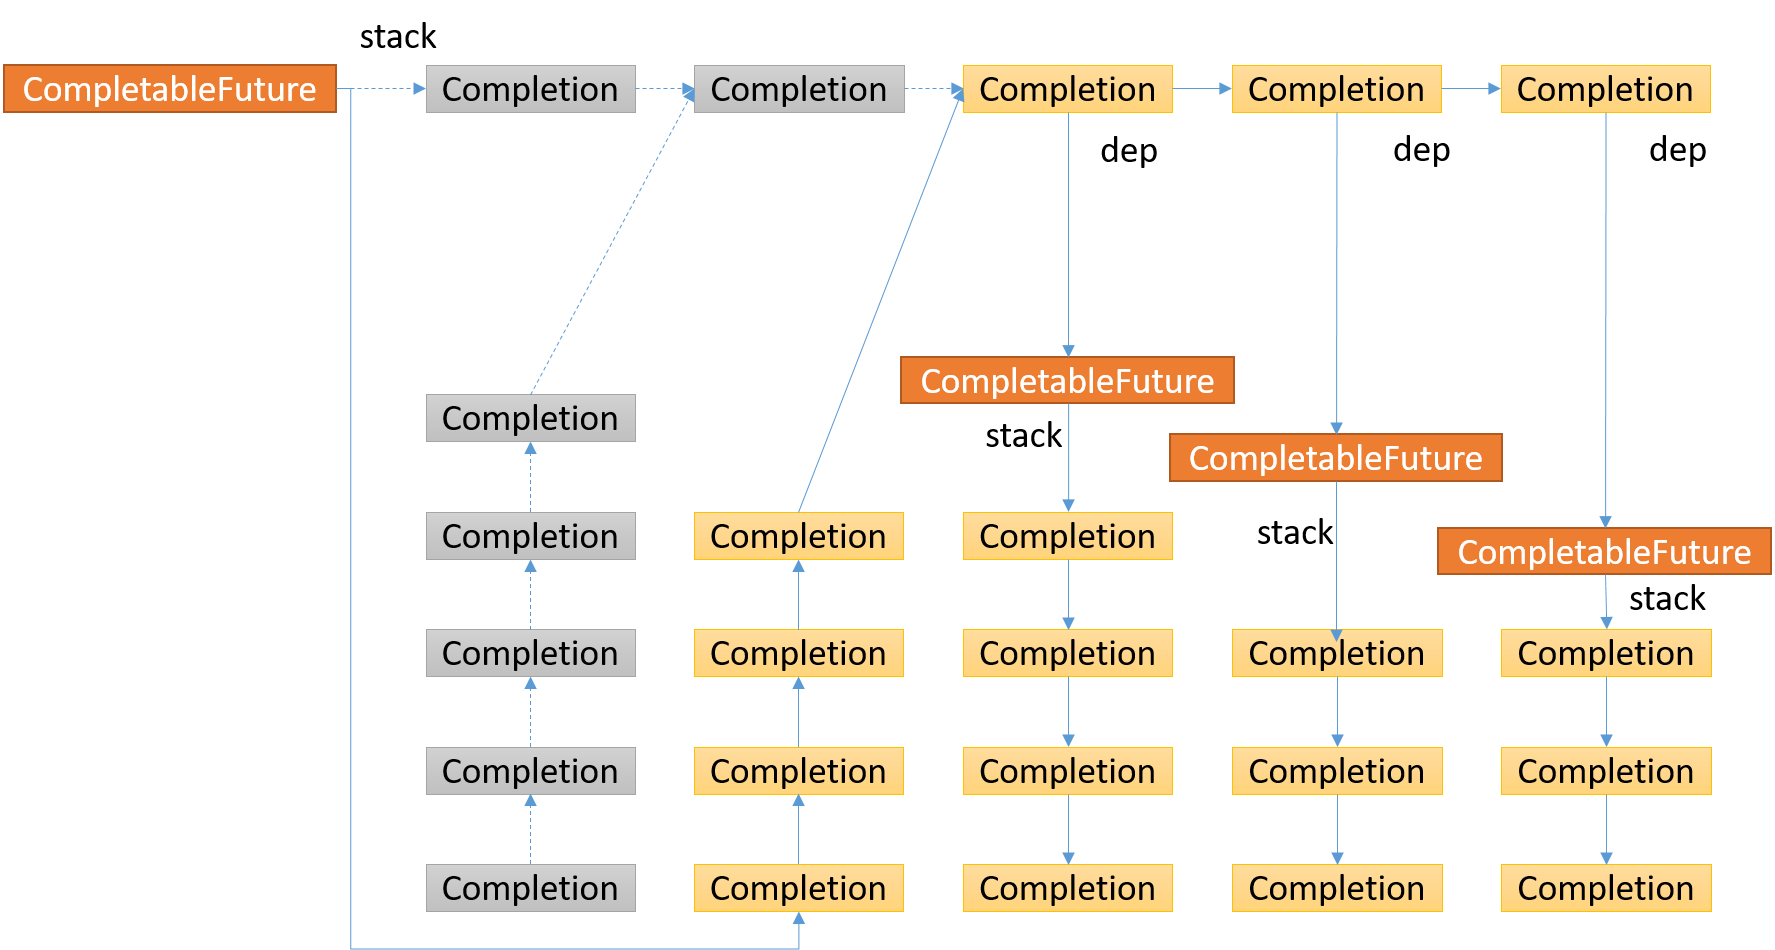 stack
CompletableFuture Completion Completion Completion Completion Completion
dep dep dep
CompletableFuture
Completion stack
CompletableFuture
Completion Completion Completion stack
CompletableFuture
stack
Completion Completion Completion Completion Completion
Completion Completion Completion Completion Completion
Completion Completion Completion Completion Completion